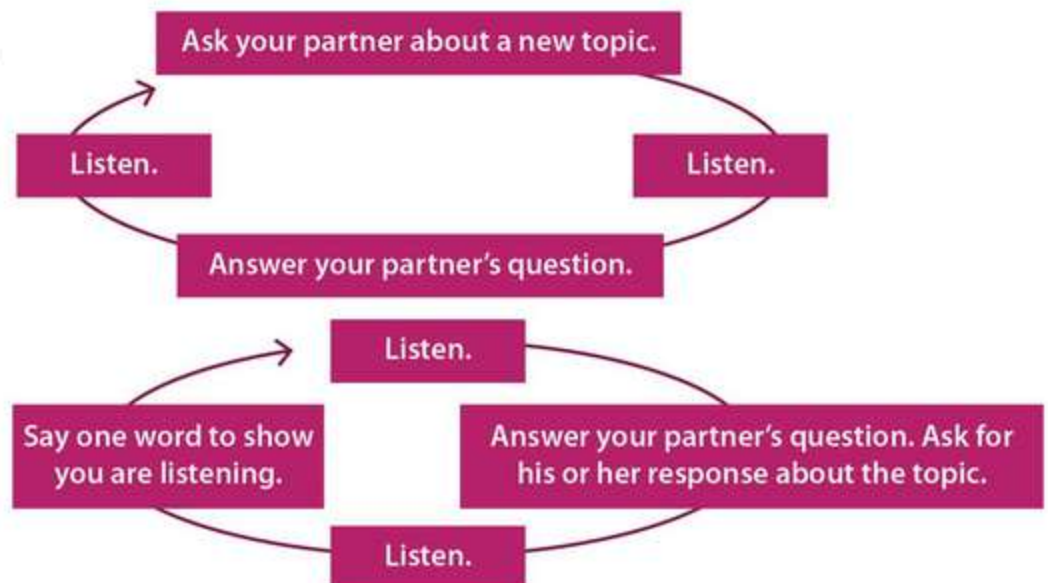 Ask your partner about a new topic.
Listen.
Listen.
Answer your partner's question.
Listen.
Say one word to show
you are listening.
Answer your partner's question. Ask for
his or her response about the topic.
Listen.